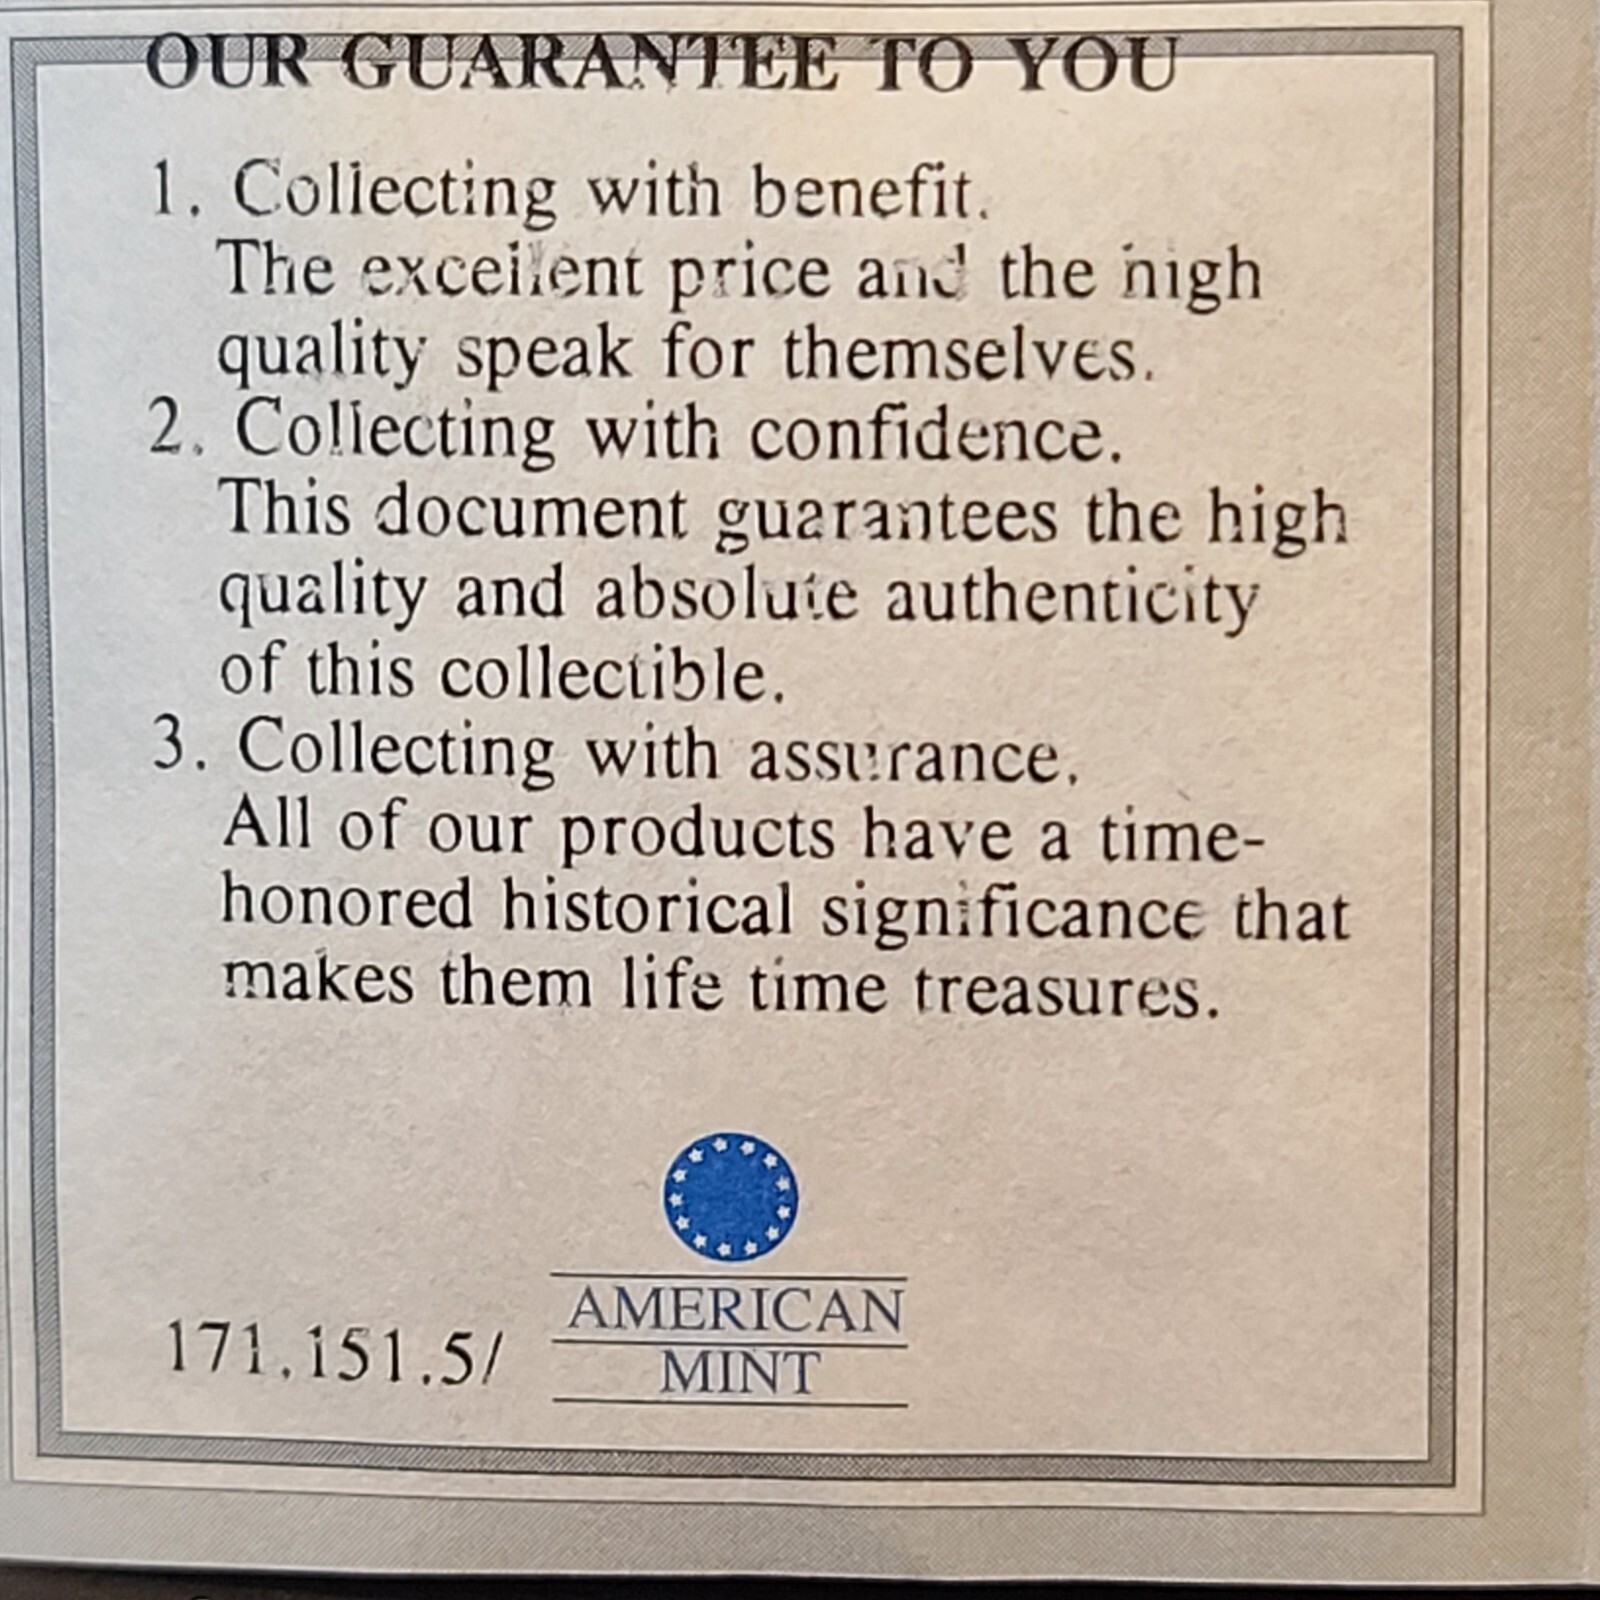 OUR GUARANTEE TO YOU
1. Collecting with benefit.
The excellent price and the high
quality speak for themselves.
2. Collecting with confidence.
This document guarantees the high
quality and absolute authenticity
of this collectible.
3. Collecting with assurance.
All of our products have a time-
honored historical significance that
makes them life time treasures.
AMERICAN
MINT
171.151.5/